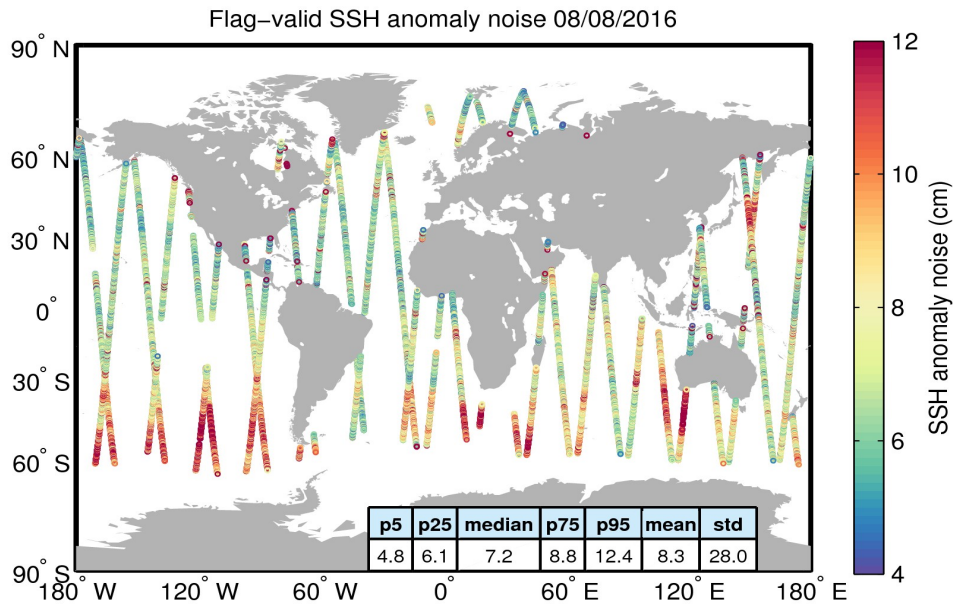 Flag−valid SSH anomaly noise 08/08/2016
90° N
60° N
30° N
0°
30° S
60° S
90° S
180° W
120° W
60° W
0°
60° E
120° E
180° E
p5 p25 median p75 p95 mean std
4.8 6.1 7.2 8.8 12.4 8.3 28.0
12
10
8
6
4
SSH anomaly noise (cm)